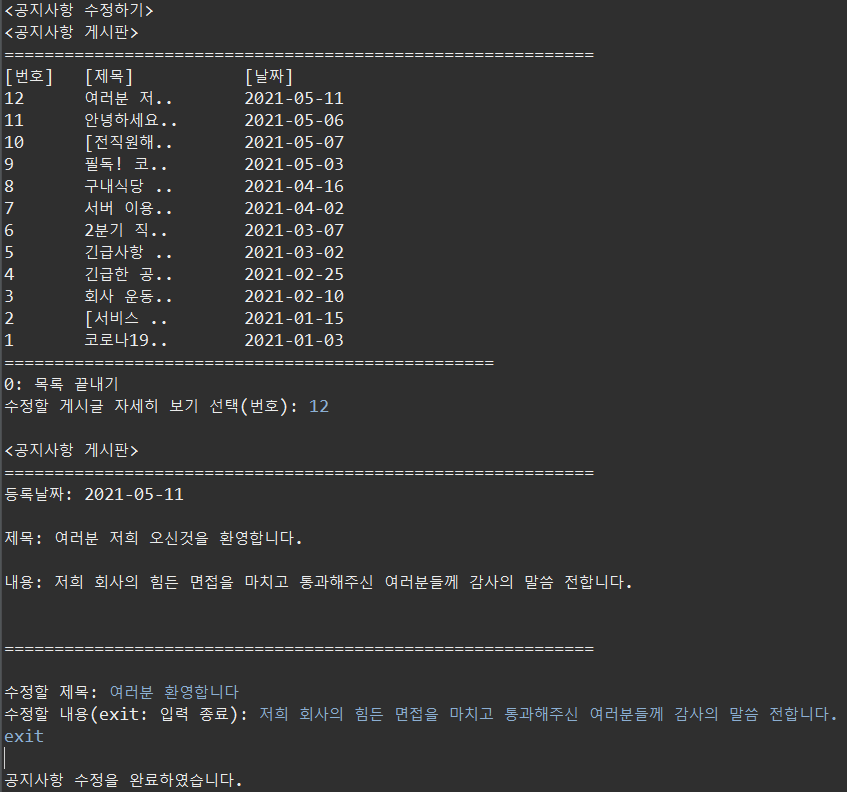 <공지사항 수정하기>
<공지사항 게시판>
===========================================================
[번호] [제목] [날짜]
12 여러분 저.. 2021-05-11
11 안녕하세요.. 2021-05-06
10 [전직원해.. 2021-05-07
9 필독! 코.. 2021-05-03
8 구내식당 .. 2021-04-16
7 서버 이용.. 2021-04-02
6 2분기 직.. 2021-03-07
5 긴급사항 .. 2021-03-02
4 긴급한 공.. 2021-02-25
3 회사 운동.. 2021-02-10
2 [서비스 .. 2021-01-15
1 코로나19.. 2021-01-03
=================================================
0: 목록 끝내기
수정할 게시글 자세히 보기 선택(번호): 12
<공지사항 게시판>
===========================================================
등록날짜: 2021-05-11
제목: 여러분 저희 오신것을 환영합니다.
내용: 저희 회사의 힘든 면접을 마치고 통과해주신 여러분들께 감사의 말씀 전합니다.
===========================================================
수정할 제목: 여러분 환영합니다
수정할 내용(exit: 입력 종료): 저희 회사의 힘든 면접을 마치고 통과해주신 여러분들께 감사의 말씀 전합니다.
exit
공지사항 수정을 완료하였습니다.